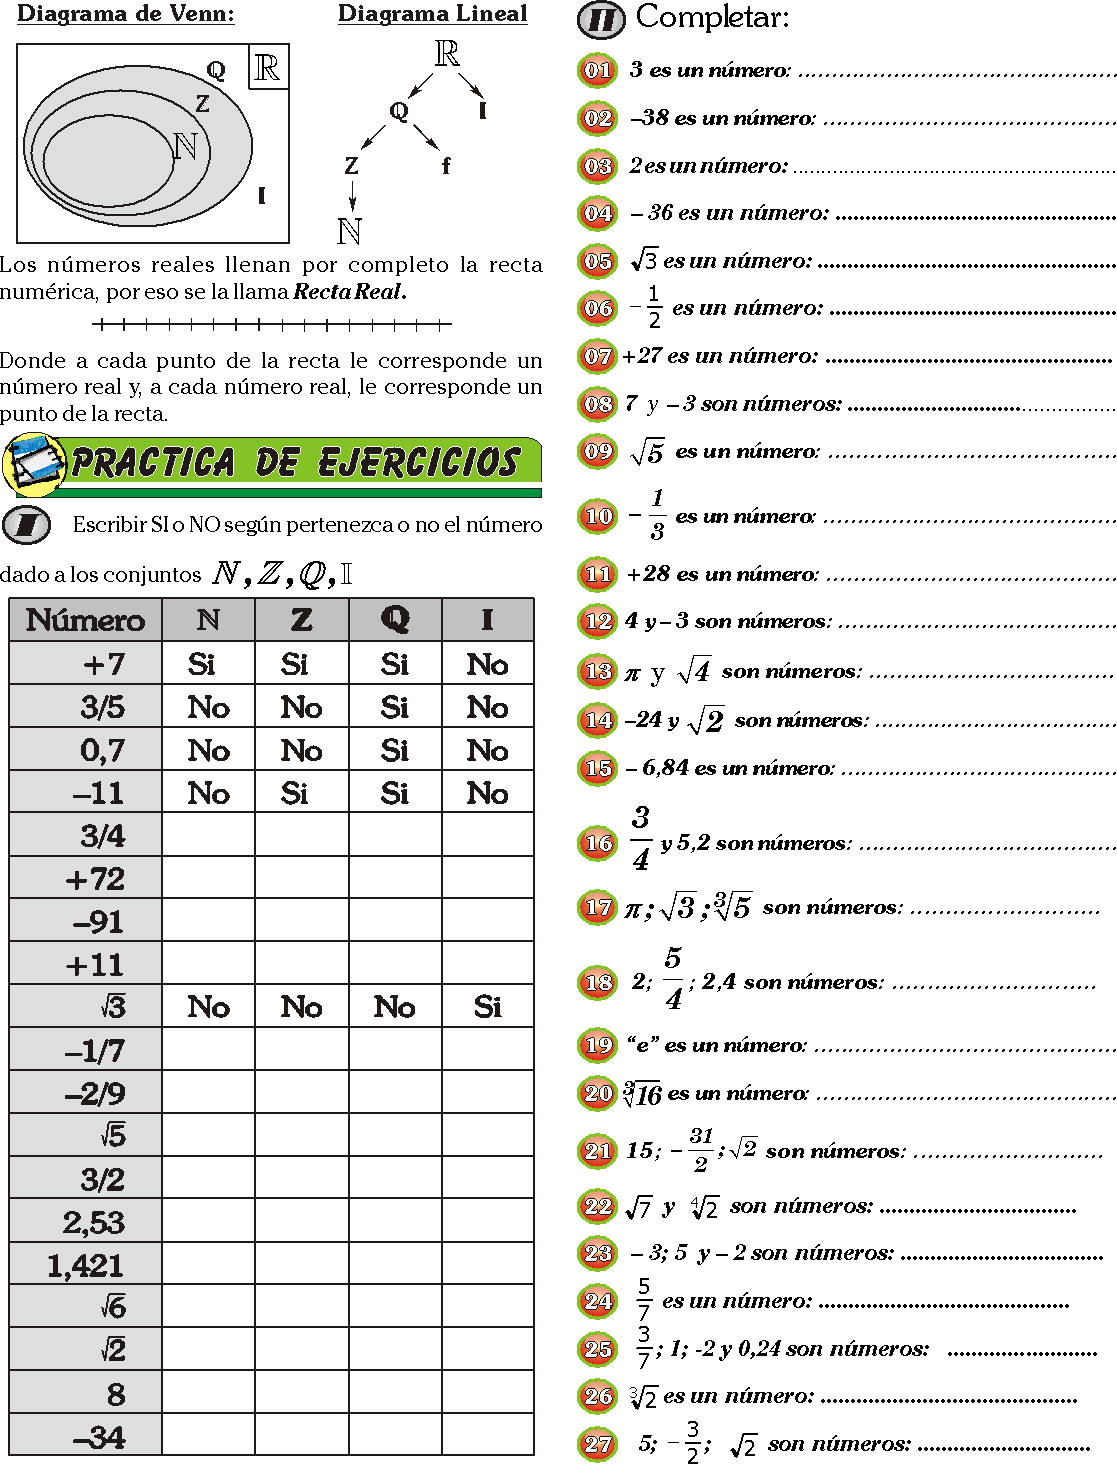 Diagrama de Venn:
Q
ℝ
Z
ℕ
I
Diagrama Lineal
ℝ
Q I
Z f
ℕ
Los números reales llenan por completo la recta
numérica, por eso se la llama Recta Real.
Donde a cada punto de la recta le corresponde un
número real y, a cada número real, le corresponde un
punto de la recta.
PRACTICA DE EJERCICIOS
I Escribir SI o NO según pertenezca o no el número
dado a los conjuntos ℕ, Z, Q, 𝕀
Número ℕ Z Q I
+7 Si Si Si No
3/5 No No Si No
0,7 No No Si No
–11 No Si Si No
3/4
+72
–91
+11
√3 No No No Si
–1/7
–2/9
√5
3/2
2,53
1,421
√6
√2
8
–34
II Completar:
01 3 es un número: ..........
02 –38 es un número: ..........
03 2 es un número: ..........
04 – 36 es un número: ..........
05 √3 es un número: ..........
06 – 1/2 es un número: ..........
07 +27 es un número: ..........
08 7 y – 3 son números: ..........
09 √5 es un número: ..........
10 – 1/3 es un número: ..........
11 +28 es un número: ..........
12 4 y – 3 son números: ..........
13 π y √4 son números: ..........
14 –24 y √2 son números: ..........
15 – 6,84 es un número: ..........
16 3/4 y 5,2 son números: ..........
17 π; √3; ∛5 son números: ..........
18 2; 5/4; 2,4 son números: ..........
19 “e” es un número: ..........
20 ∛16 es un número: ..........
21 15; – 31/2; √2 son números: ..........
22 √7 y ∜2 son números: ..........
23 – 3; 5 y – 2 son números: ..........
24 5/7 es un número: ..........
25 3/7; 1; -2 y 0,24 son números: ..........
26 ∛2 es un número: ..........
27 5; – 3/2; √2 son números: ..........